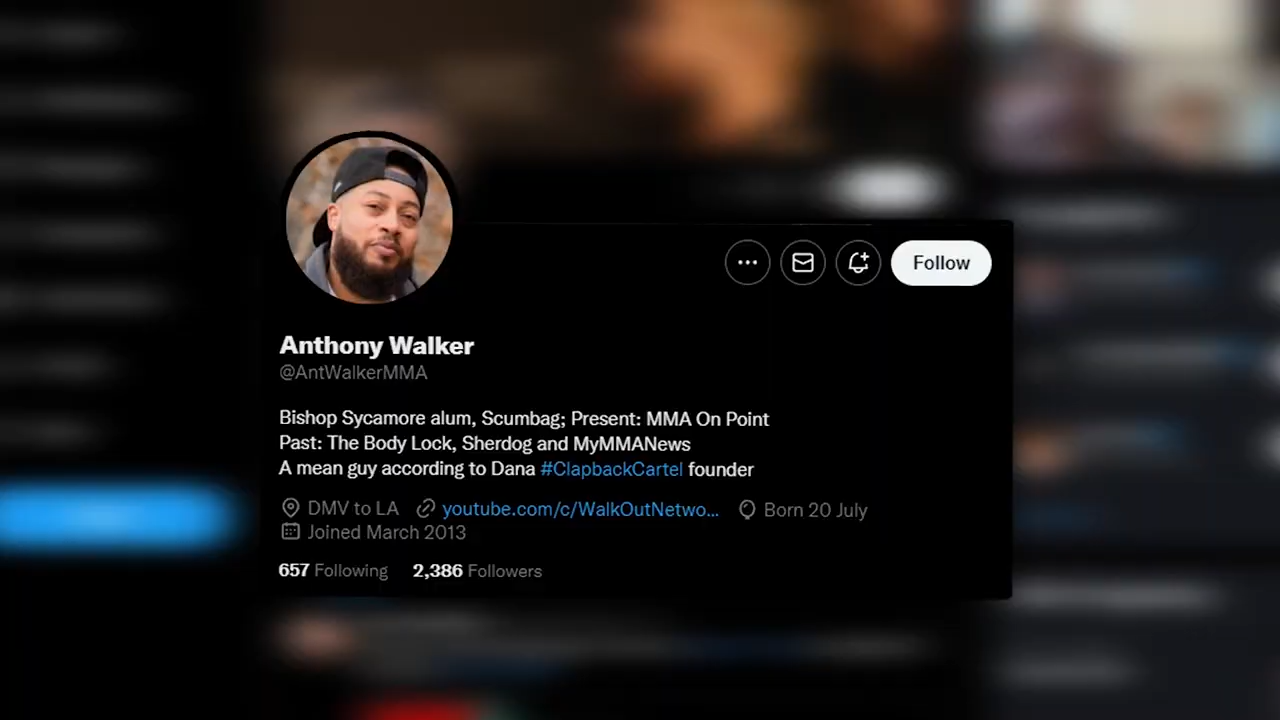 Follow
Anthony Walker
@AntWalkerMMA
Bishop Sycamore alum, Scumbag; Present: MMA On Point
Past: The Body Lock, Sherdog and MyMMANews
A mean guy according to Dana #ClapbackCartel founder
DMV to LA youtube.com/c/WalkOutNetwo... Born 20 July
Joined March 2013
657 Following 2,386 Followers